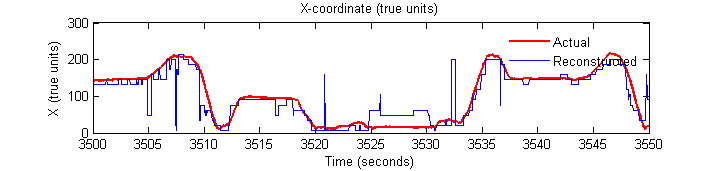 X-coordinate (true units)
300
200
100
0
X (true units)
Actual
Reconstructed
3500 3505 3510 3515 3520 3525 3530 3535 3540 3545 3550
Time (seconds)